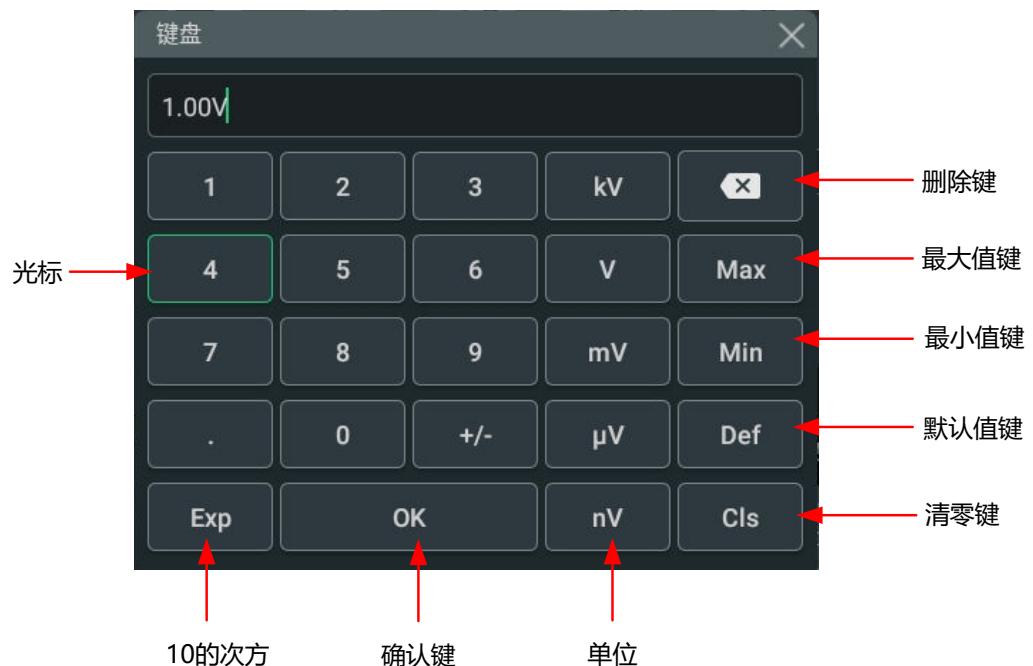 键盘
1.00V
1 2 3 kV
删除键
光标
4 5 6 V Max
最大值键
7 8 9 mV Min
最小值键
. 0 +/- µV Def
默认值键
Exp OK nV Cls
清零键
10的次方 确认键 单位